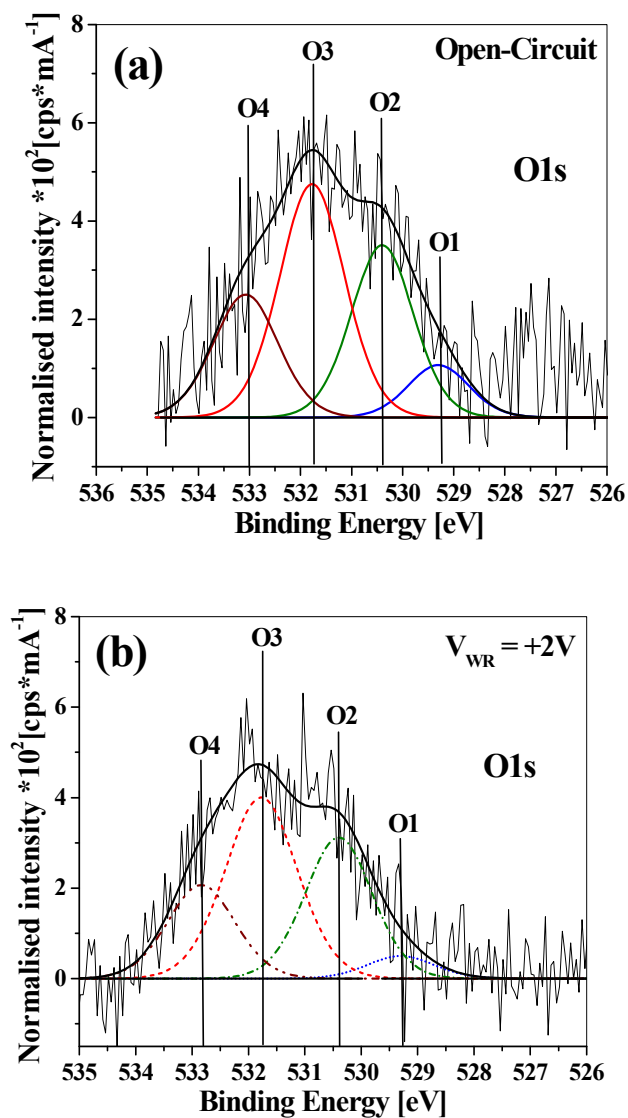 (a)
Open-Circuit
O1s
O4
O3
O2
O1
Normalised intensity *10²[cps*mA⁻¹]
8
6
4
2
0
536 535 534 533 532 531 530 529 528 527 526
Binding Energy [eV]
(b)
V_WR = +2V
O1s
O4
O3
O2
O1
Normalised intensity *10²[cps*mA⁻¹]
8
6
4
2
0
535 534 533 532 531 530 529 528 527 526
Binding Energy [eV]